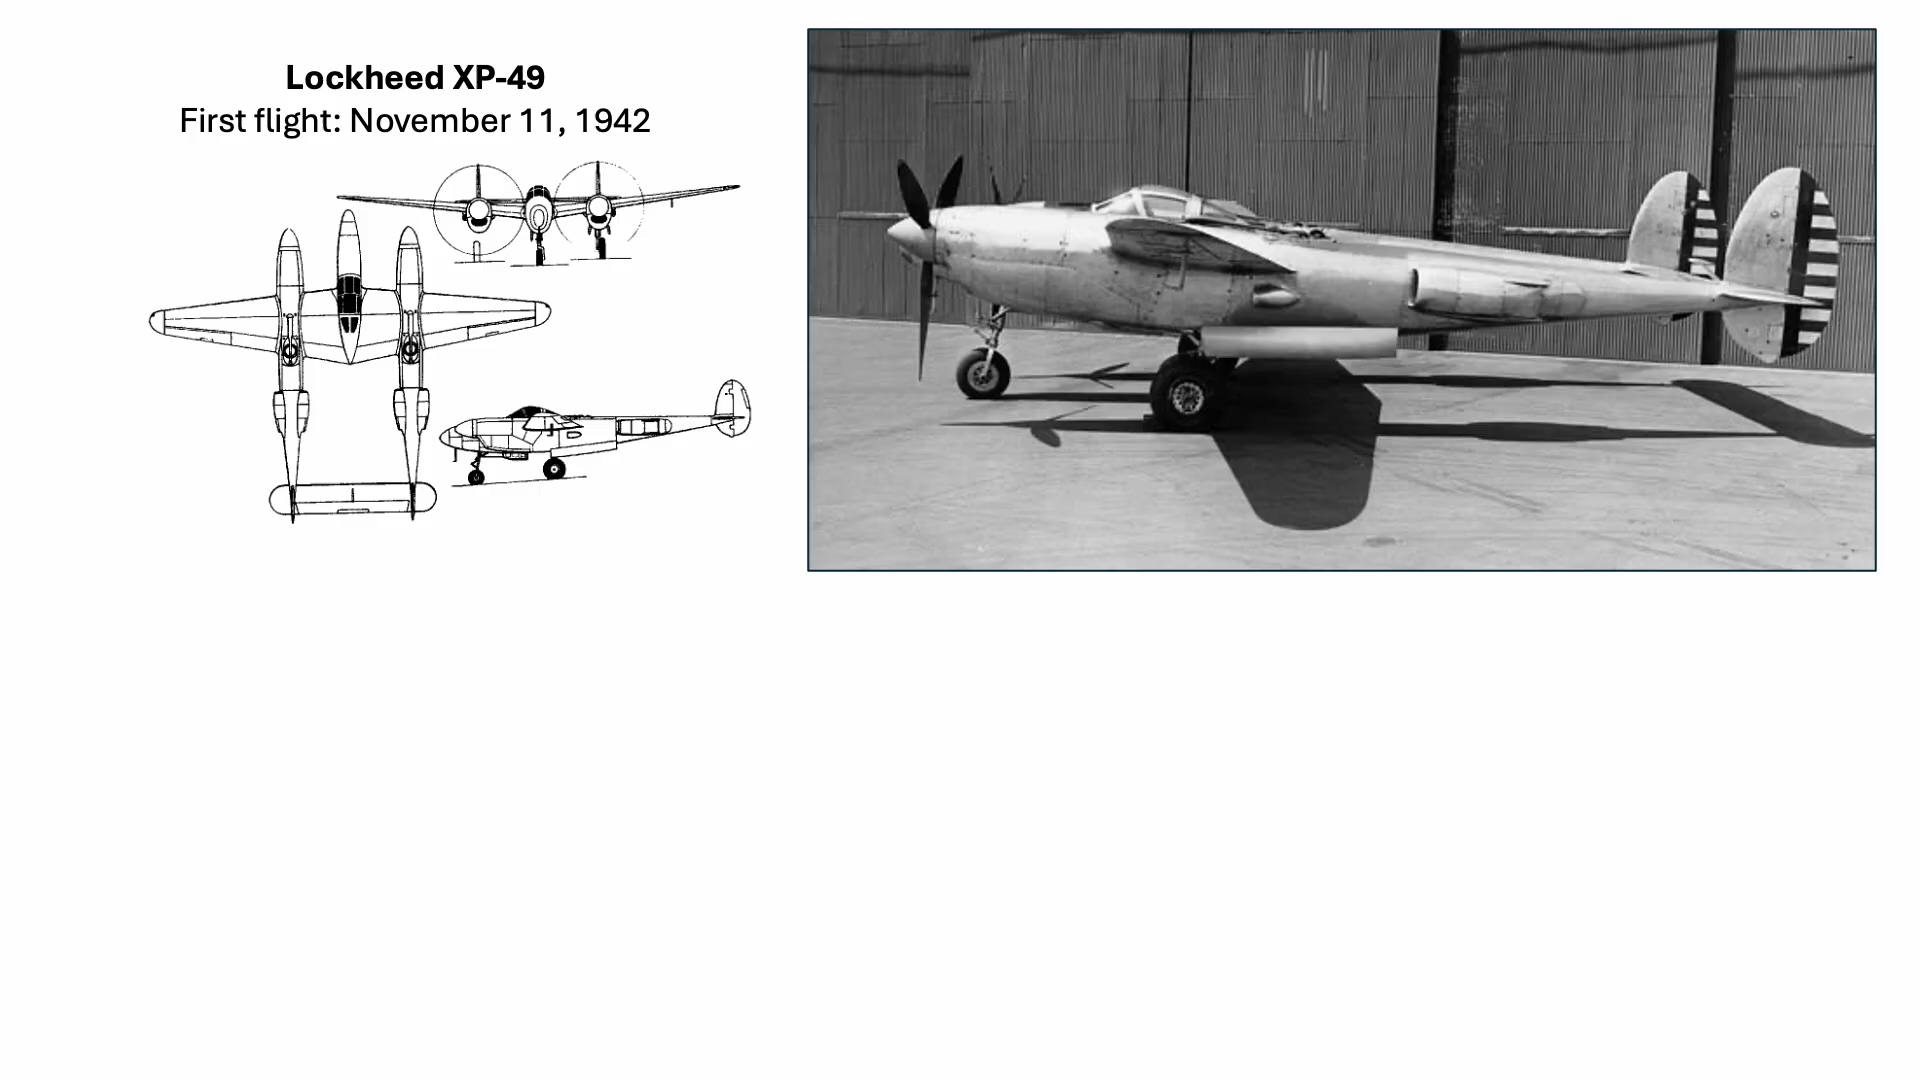 Lockheed XP-49
First flight: November 11, 1942